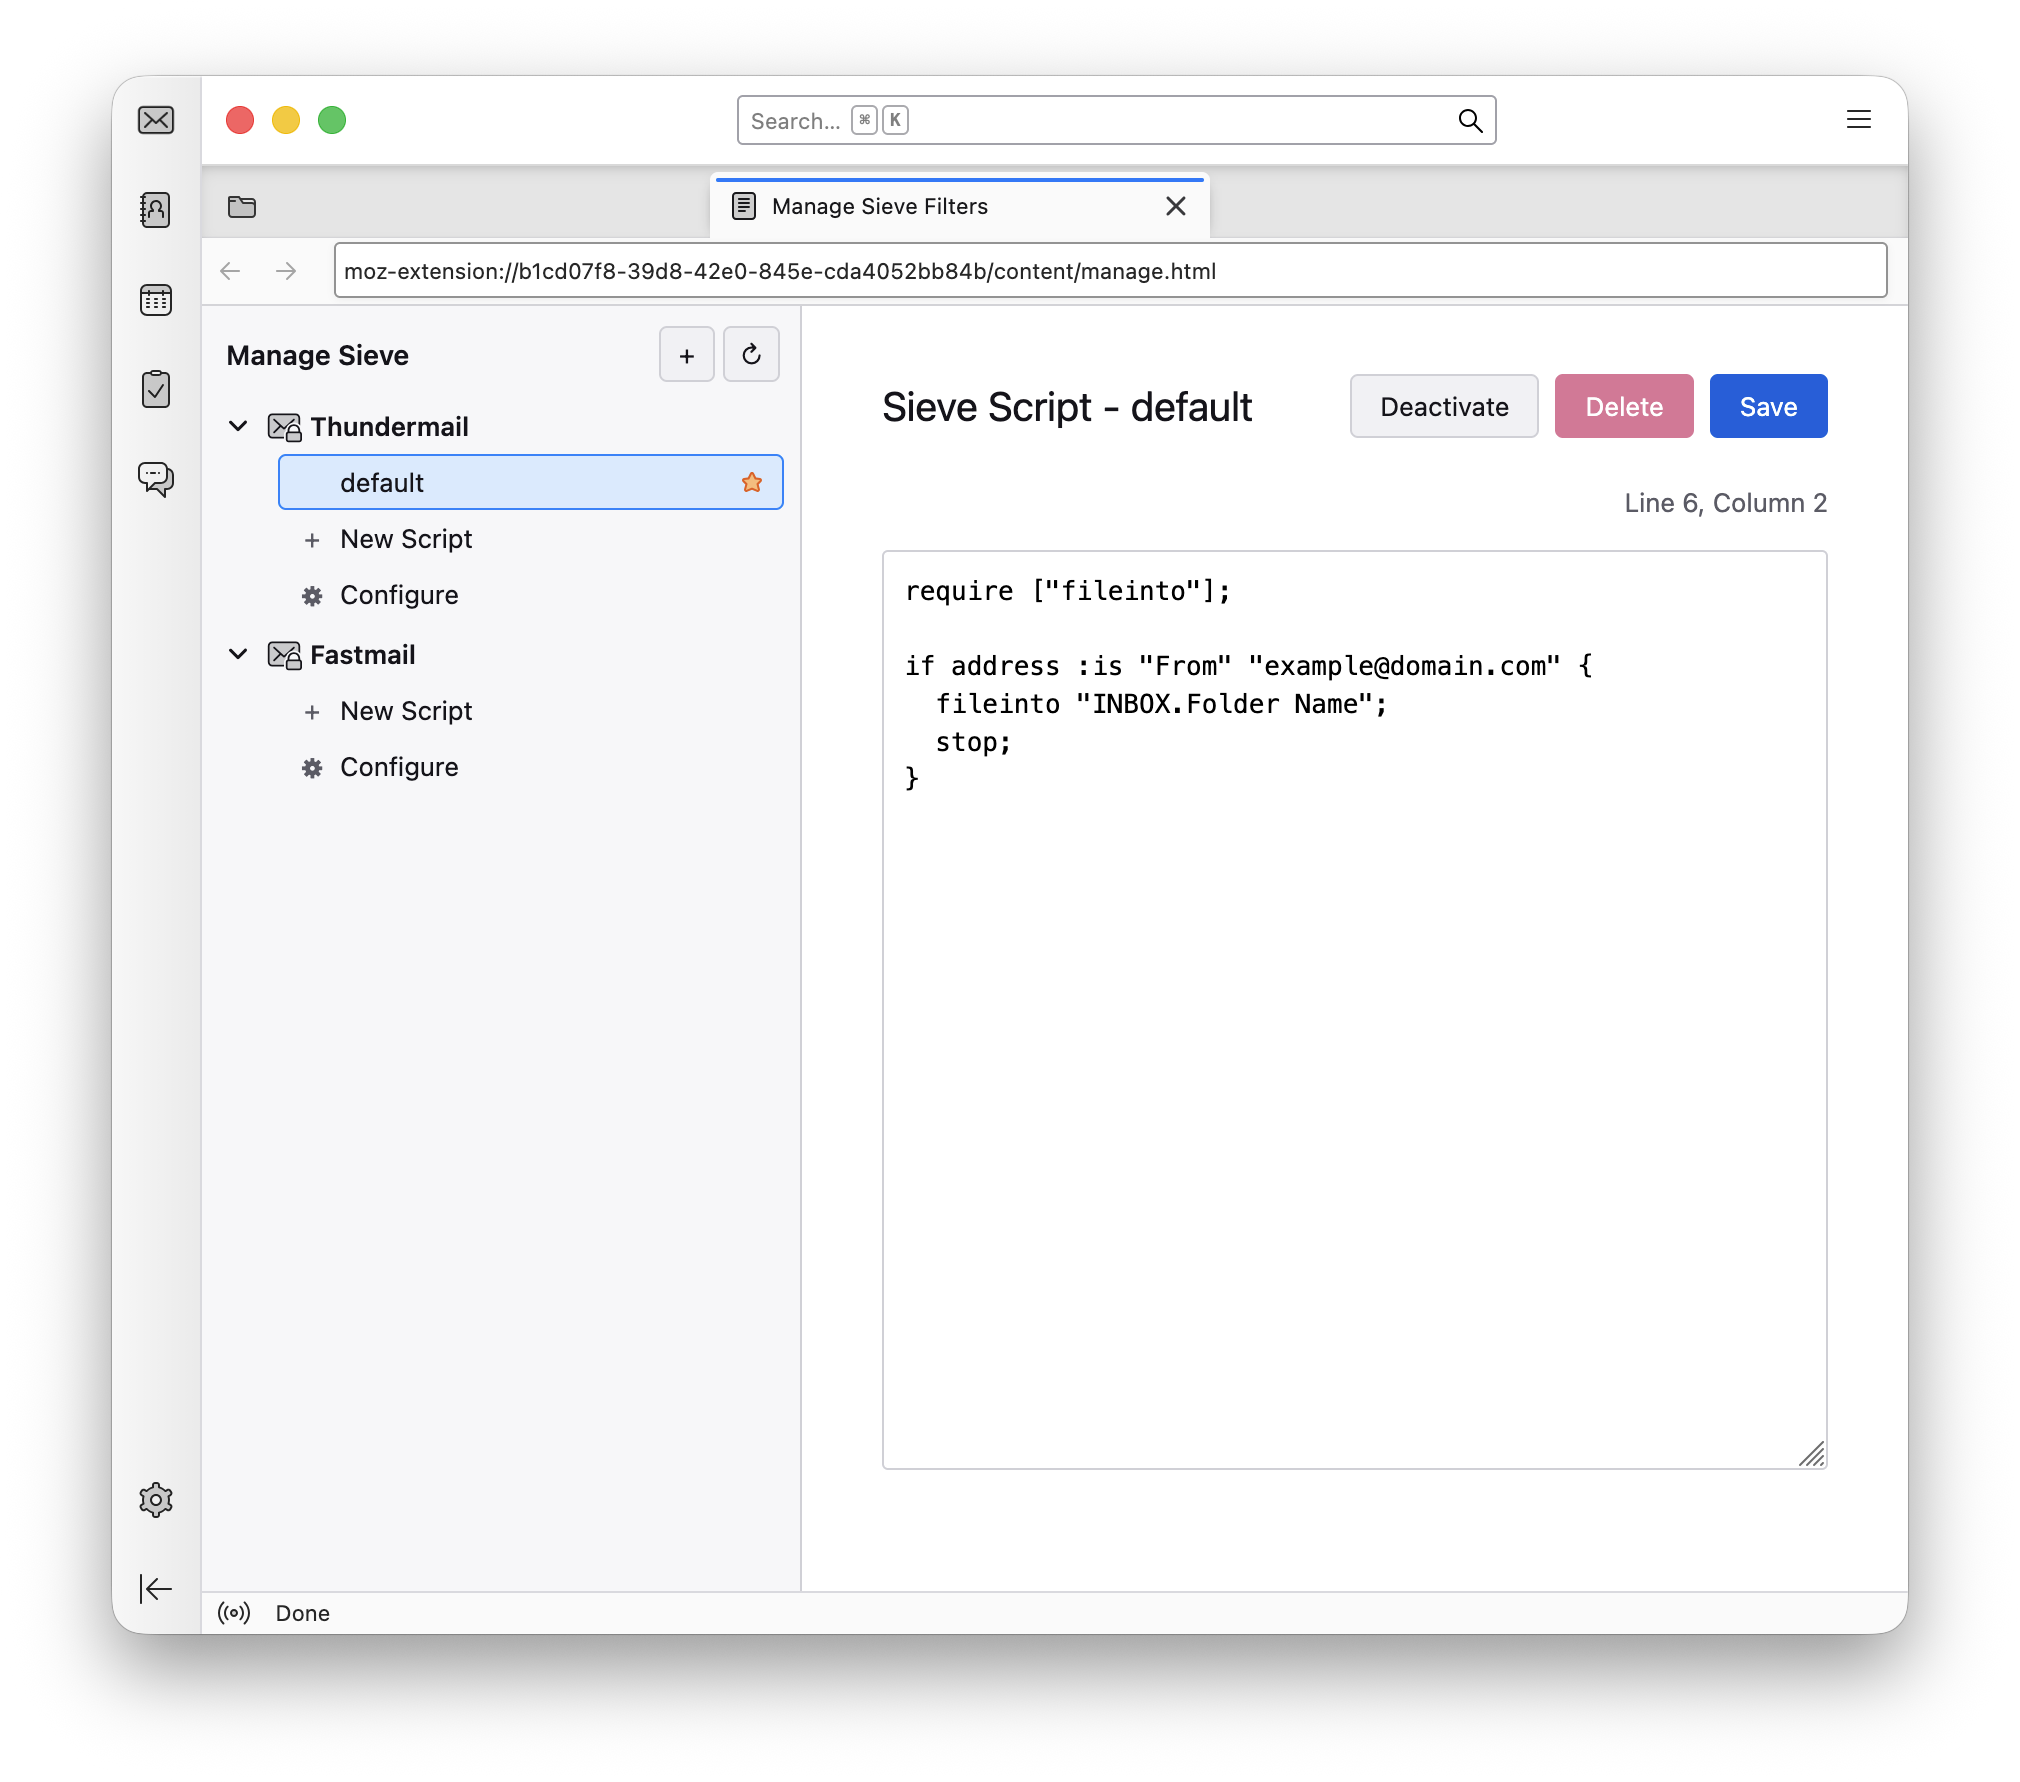 Search... ⌘ K
Manage Sieve Filters
moz-extension://b1cd07f8-39d8-42e0-845e-cda4052bb84b/content/manage.html
Manage Sieve
Thundermail
default
+ New Script
Configure
Fastmail
+ New Script
Configure
Sieve Script - default
Deactivate
Delete
Save
Line 6, Column 2
require ["fileinto"];

if address :is "From" "example@domain.com" {
  fileinto "INBOX.Folder Name";
  stop;
}
Done